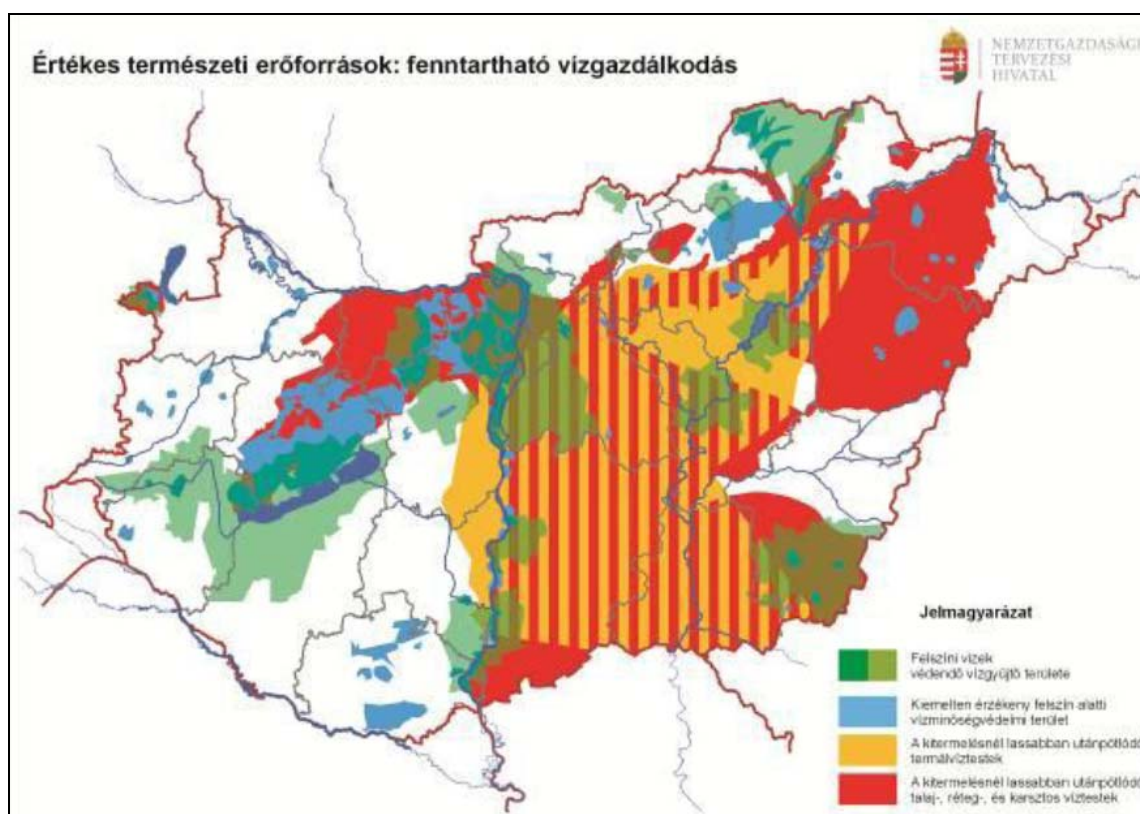 Értékes természeti erőforrások: fenntartható vízgazdálkodás
NEMZETGAZDASÁGI
TERVEZÉSI
HIVATAL
Jelmagyarázat
Felszíni vizek
védendő vízgyűjtő területe
Kiemelten érzékeny felszín alatti
vízminőségvédelmi terület
A kitermelésnél lassabban utánpótlódó
termálvíztestek
A kitermelésnél lassabban utánpótlódó
talaj-, réteg-, és karsztos víztestek